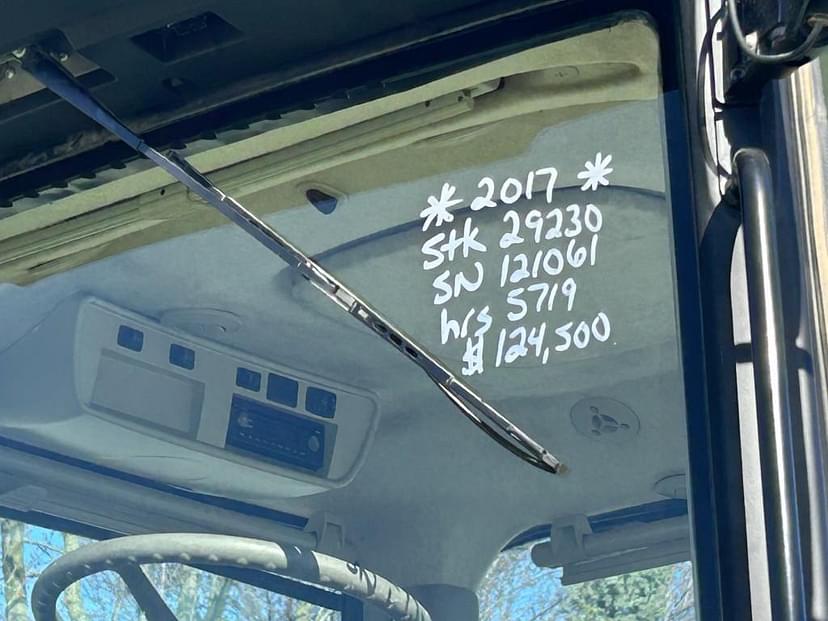 * 2017 *
Stk 29230
SN 121061
hrs 5719
$ 124,500